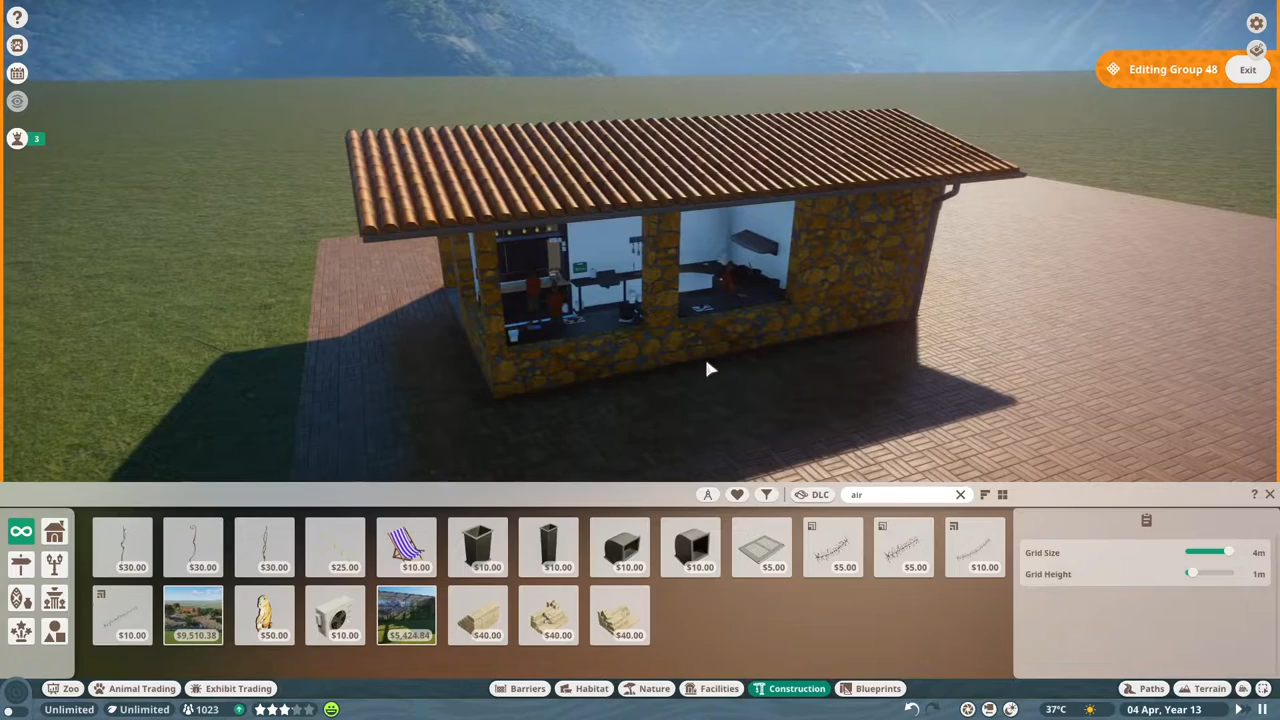 ?
Editing Group 48 Exit
3
DLC air ? ✕
$30.00 $30.00 $30.00 $25.00 $10.00 $10.00 $10.00 $10.00 $10.00 $5.00 $5.00 $5.00 $10.00
Grid Size 4m
Grid Height 1m
$10.00 $9,510.38 $50.00 $10.00 $5,424.84 $40.00 $40.00 $40.00
Zoo Animal Trading Exhibit Trading Barriers Habitat Nature Facilities Construction Blueprints Paths Terrain
Unlimited Unlimited 1023 37°C 04 Apr, Year 13